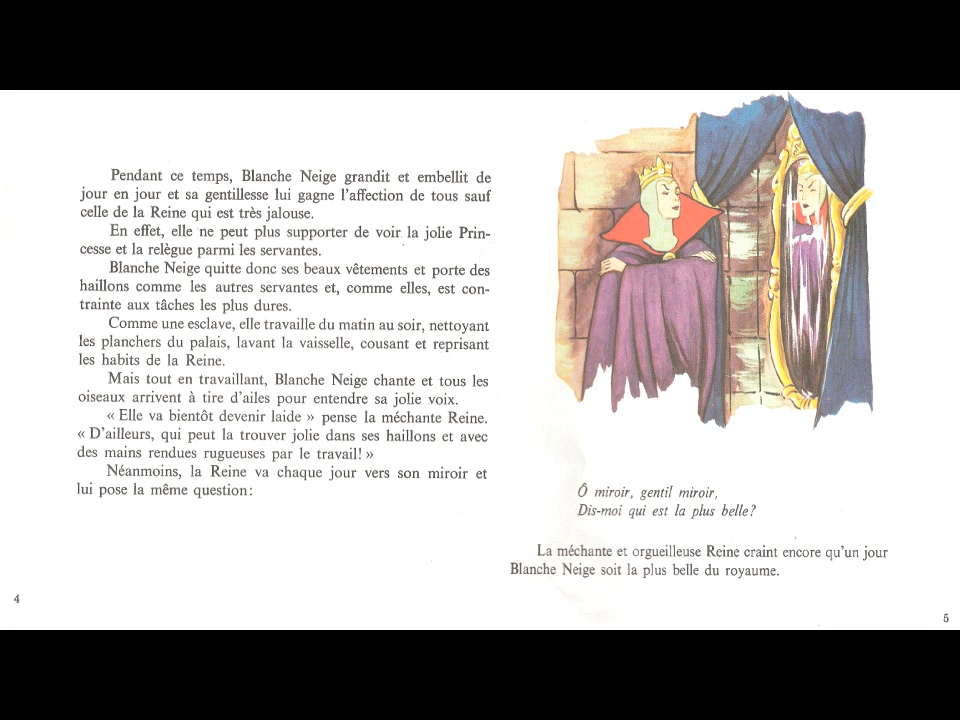 Pendant ce temps, Blanche Neige grandit et embellit de
jour en jour et sa gentillesse lui gagne l'affection de tous sauf
celle de la Reine qui est très jalouse.
En effet, elle ne peut plus supporter de voir la jolie Prin-
cesse et la relègue parmi les servantes.
Blanche Neige quitte donc ses beaux vêtements et porte des
haillons comme les autres servantes et, comme elles, est con-
trainte aux tâches les plus dures.
Comme une esclave, elle travaille du matin au soir, nettoyant
les planchers du palais, lavant la vaisselle, cousant et reprisant
les habits de la Reine.
Mais tout en travaillant, Blanche Neige chante et tous les
oiseaux arrivent à tire d'ailes pour entendre sa jolie voix.
« Elle va bientôt devenir laide » pense la méchante Reine.
« D'ailleurs, qui peut la trouver jolie dans ses haillons et avec
des mains rendues rugueuses par le travail! »
Néanmoins, la Reine va chaque jour vers son miroir et
lui pose la même question:
4
Ô miroir, gentil miroir,
Dis-moi qui est la plus belle?
La méchante et orgueilleuse Reine craint encore qu'un jour
Blanche Neige soit la plus belle du royaume.
5